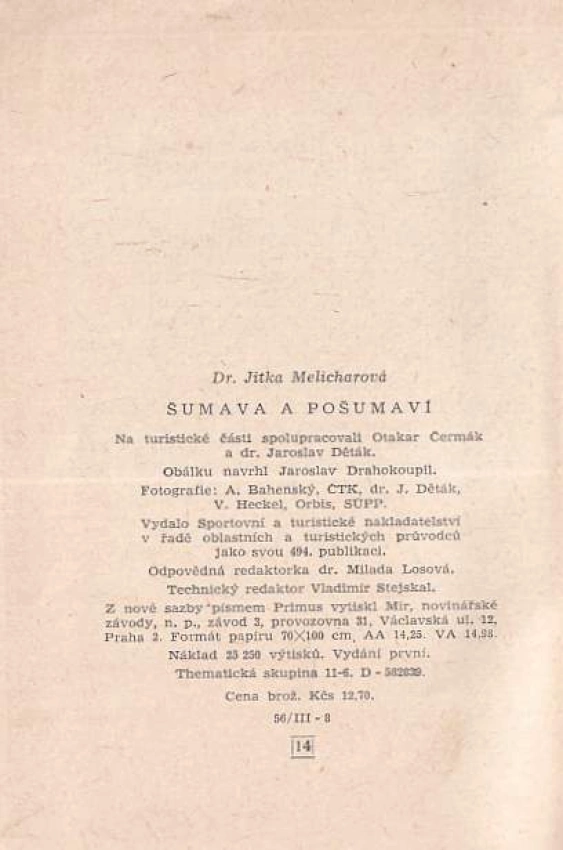 Dr. Jitka Melicharová
ŠUMAVA A POŠUMAVÍ
Na turistické části spolupracovali Otakar Čermák
a dr. Jaroslav Děták.
Obálku navrhl Jaroslav Drahokoupil.
Fotografie: A. Bahenský, ČTK, dr. J. Děták,
V. Heckel, Orbis, SÚPP.
Vydalo Sportovní a turistické nakladatelství
v řadě oblastních a turistických průvodců
jako svou 494. publikaci.
Odpovědná redaktorka dr. Milada Losová.
Technický redaktor Vladimír Stejskal.
Z nové sazby písmem Primus vytiskl Mír, novinářské
závody, n. p., závod 3, provozovna 31, Václavská ul. 12,
Praha 2. Formát papíru 70×100 cm, AA 14,25. VA 14,98.
Náklad 25 250 výtisků. Vydání první.
Thematická skupina 11-6. D - 582839.
Cena brož. Kčs 12,70.
56/III - 8
14